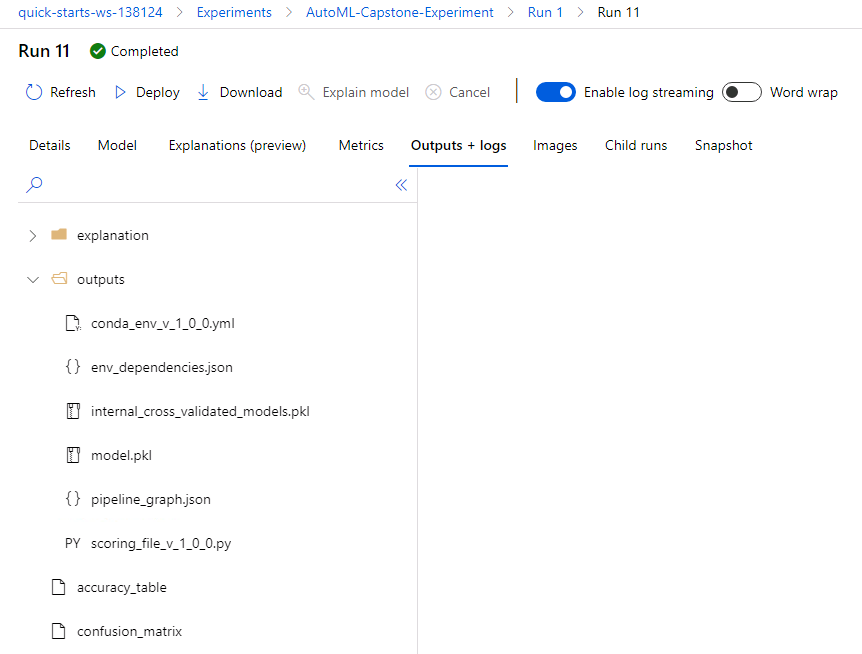 quick-starts-ws-138124 > Experiments > AutoML-Capstone-Experiment > Run 1 > Run 11
Run 11 Completed
Refresh Deploy Download Explain model Cancel Enable log streaming Word wrap
Details Model Explanations (preview) Metrics Outputs + logs Images Child runs Snapshot
explanation
outputs
conda_env_v_1_0_0.yml
{} env_dependencies.json
internal_cross_validated_models.pkl
model.pkl
{} pipeline_graph.json
PY scoring_file_v_1_0_0.py
accuracy_table
confusion_matrix